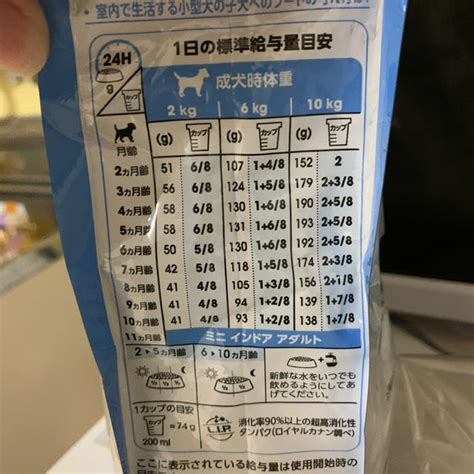 室内で生活する小型犬の子犬へのフードの
1日の標準給与量目安
24H
g
カップ
成犬時体重
2 kg 6 kg 10 kg
月齢 (g) カップ (g) カップ (g) カップ
2カ月齢 51 6/8 107 1+4/8 152 2
3カ月齢 56 6/8 124 1+5/8 179 2+3/8
4カ月齢 58 6/8 130 1+6/8 190 2+5/8
5カ月齢 58 6/8 131 1+6/8 193 2+5/8
6カ月齢 50 5/8 130 1+6/8 192 2+5/8
7カ月齢 42 5/8 118 1+5/8 174 2+3/8
8カ月齢 41 4/8 105 1+3/8 156 2+1/8
9カ月齢 41 4/8 94 1+2/8 139 1+7/8
10カ月齢 41 4/8 93 1+2/8 138 1+7/8
11カ月齢 ミニ インドア アダルト
2 → 5カ月齢
6 → 10カ月齢
新鮮な水をいつでも
飲めるようにしてあ
げてください。
1カップの目安
=74g
200 ml
L.I.P.
消化率90%以上の超高消化性
タンパク(ロイヤルカナン調べ)
ここに表示されている給与量は使用開始時の